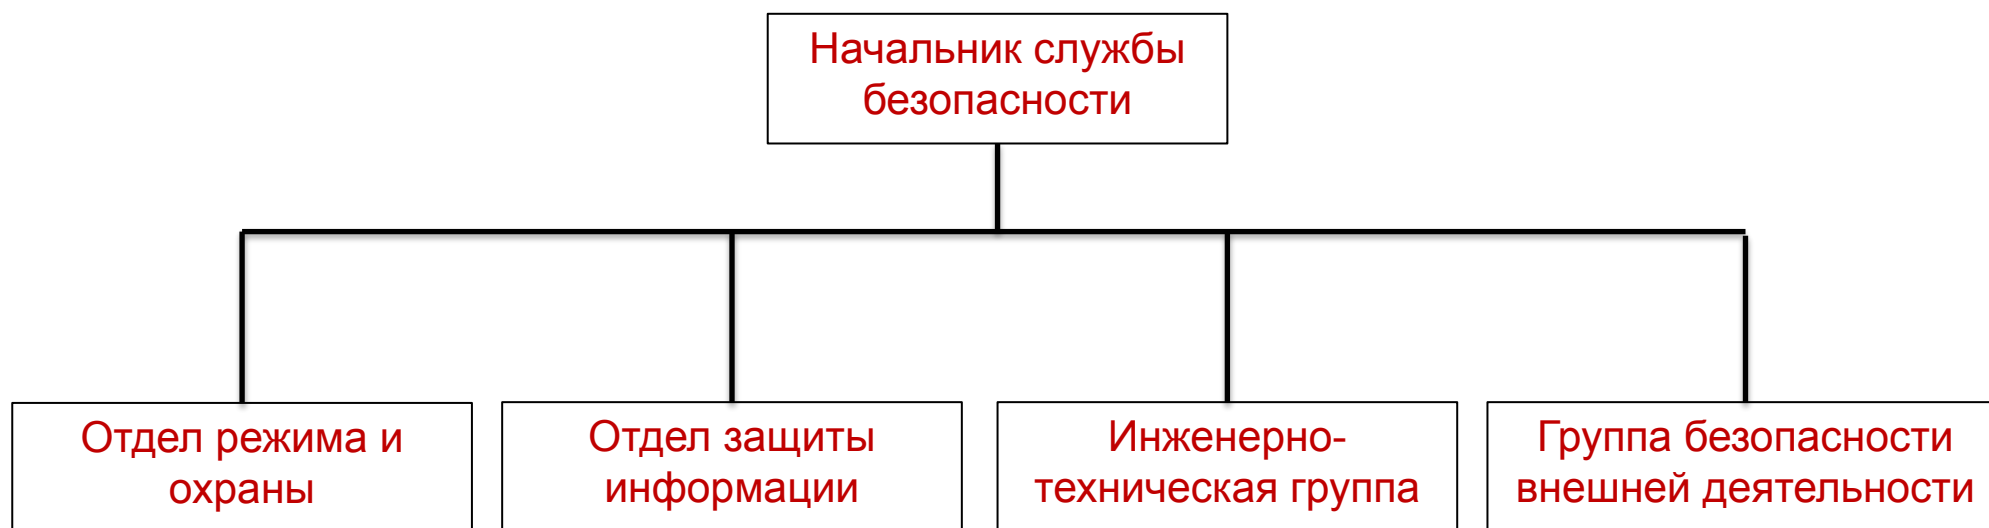 Начальник службы
безопасности
Отдел режима и
охраны
Отдел защиты
информации
Инженерно-
техническая группа
Группа безопасности
внешней деятельности